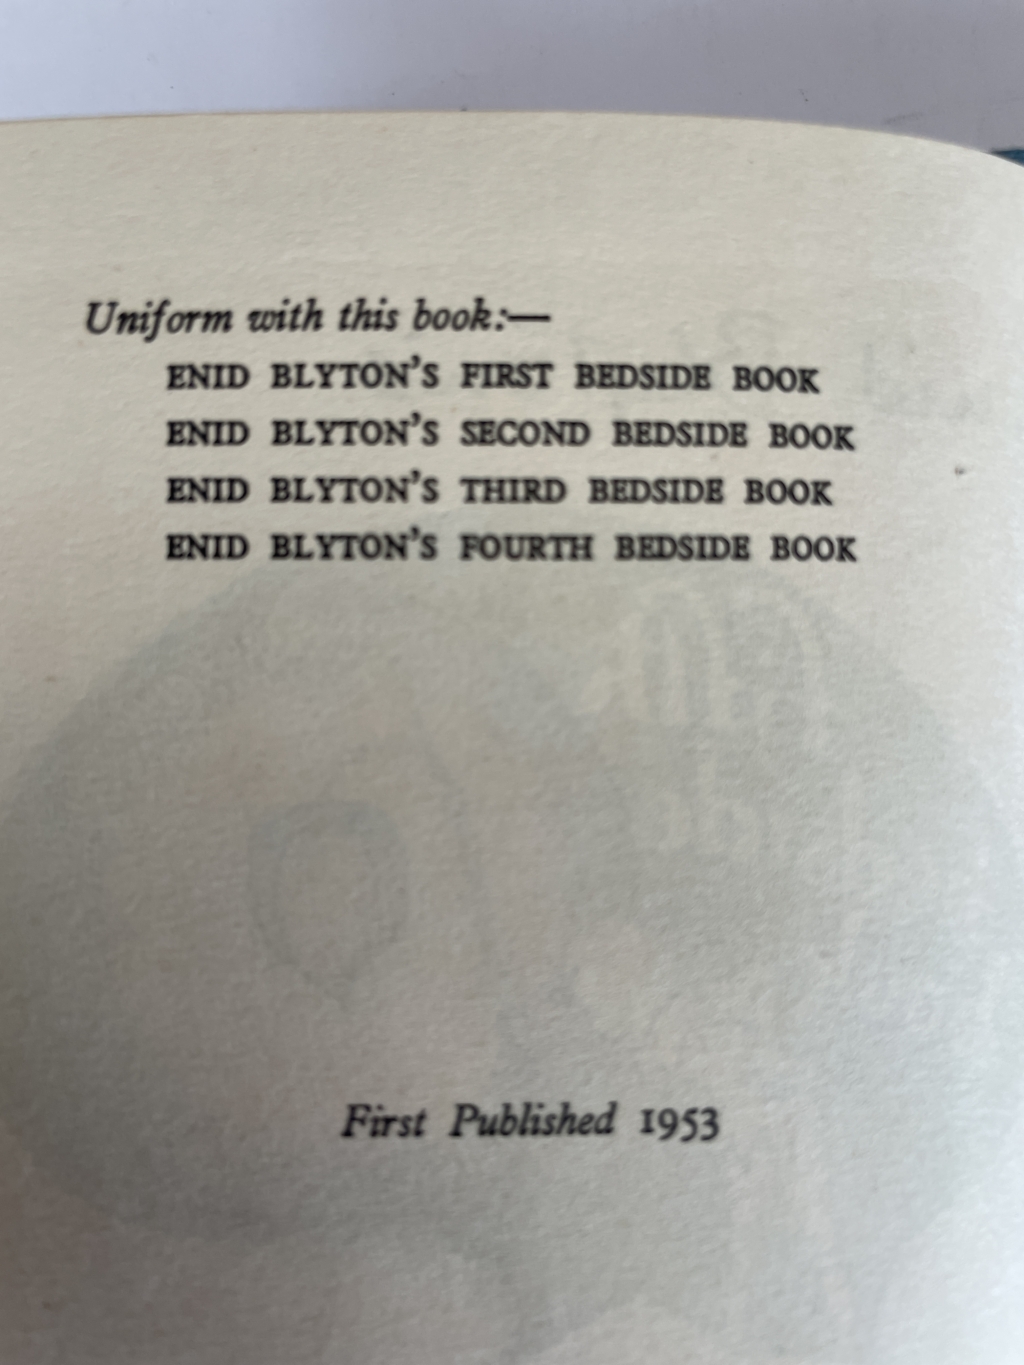 Uniform with this book:—
ENID BLYTON'S FIRST BEDSIDE BOOK
ENID BLYTON'S SECOND BEDSIDE BOOK
ENID BLYTON'S THIRD BEDSIDE BOOK
ENID BLYTON'S FOURTH BEDSIDE BOOK
First Published 1953